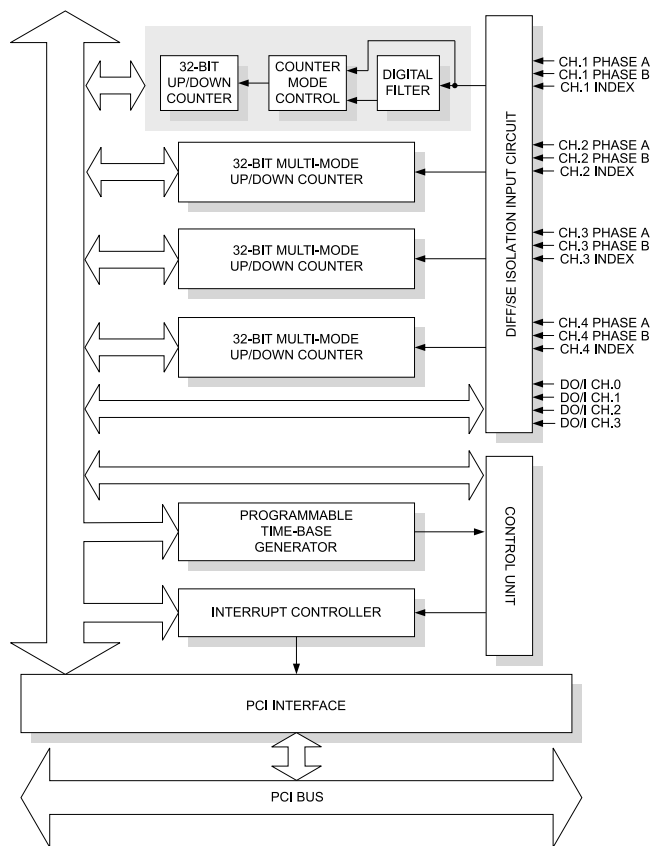 32-BIT
UP/DOWN
COUNTER
COUNTER
MODE
CONTROL
DIGITAL
FILTER
32-BIT MULTI-MODE
UP/DOWN COUNTER
32-BIT MULTI-MODE
UP/DOWN COUNTER
32-BIT MULTI-MODE
UP/DOWN COUNTER
DIFF/SE ISOLATION INPUT CIRCUIT
CH.1 PHASE A
CH.1 PHASE B
CH.1 INDEX
CH.2 PHASE A
CH.2 PHASE B
CH.2 INDEX
CH.3 PHASE A
CH.3 PHASE B
CH.3 INDEX
CH.4 PHASE A
CH.4 PHASE B
CH.4 INDEX
DO/I CH.0
DO/I CH.1
DO/I CH.2
DO/I CH.3
PROGRAMMABLE
TIME-BASE
GENERATOR
CONTROL UNIT
INTERRUPT CONTROLLER
PCI INTERFACE
PCI BUS